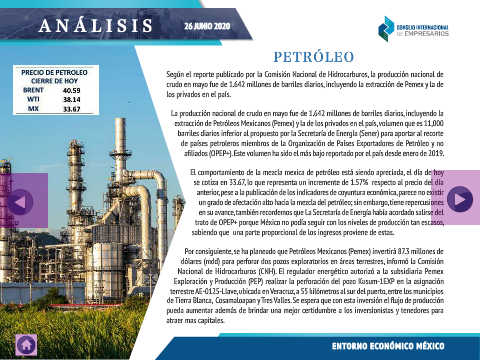 ANÁLISIS
26 JUNIO 2020
CONSEJO INTERNACIONAL
DE EMPRESARIOS
PETRÓLEO
PRECIO DE PETROLEO
CIERRE DE HOY
BRENT 40.59
WTI 38.14
MX 33.67
Según el reporte publicado por la Comisión Nacional de Hidrocarburos, la producción nacional de
crudo en mayo fue de 1.642 millones de barriles diarios, incluyendo la extracción de Pemex y la de
los privados en el país.
La producción nacional de crudo en mayo fue de 1.642 millones de barriles diarios, incluyendo la
extracción de Petróleos Mexicanos (Pemex) y la de los privados en el país, volumen que es 11,000
barriles diarios inferior al propuesto por la Secretaría de Energía (Sener) para aportar al recorte
de países petroleros miembros de la Organización de Países Exportadores de Petróleo y no
afiliados (OPEP+). Este volumen ha sido el más bajo reportado por el país desde enero de 2019.
El comportamiento de la mezcla de petróleo está siendo apreciada, el día de hoy
se cotiza en 33.67, lo que representa un incremento de 1.57% respecto al precio del día
anterior, pese a la publicación de los indicadores de coyuntura económica, parece no existir
un grado de afectación alto hacia la mezcla del petróleo; sin embargo, tiene repercusiones
en su avance, también recordemos que La Secretaría de Energía había acordado salirse del
trato de OPEP+ porque México no podía seguir con los niveles de producción tan escasos,
sabiendo que una parte proporcional de los ingresos proviene de estas.
Por consiguiente, se ha planeado que Petróleos Mexicanos (Pemex) invertirá 87.3 millones de
dólares (mdd) para perforar dos pozos exploratorios en áreas terrestres, informó la Comisión
Nacional de Hidrocarburos (CNH). El regulador energético autorizó a la subsidiaria Pemex
Exploración y Producción (PEP) realizar la perforación del pozo Kusum-1EXP en la asignación
terrestre AE-0125-Llave, ubicada en Veracruz, a 55 kilómetros al sur del puerto, entre los municipios
de Tierra Blanca, Cosamaloapan y Tres Valles. Se espera que con esta inversión el flujo de producción
pueda aumentar además de brindar una mejor certidumbre a los inversionistas y tenedores para
atraer mas capitales.
ENTORNO ECONÓMICO MÉXICO